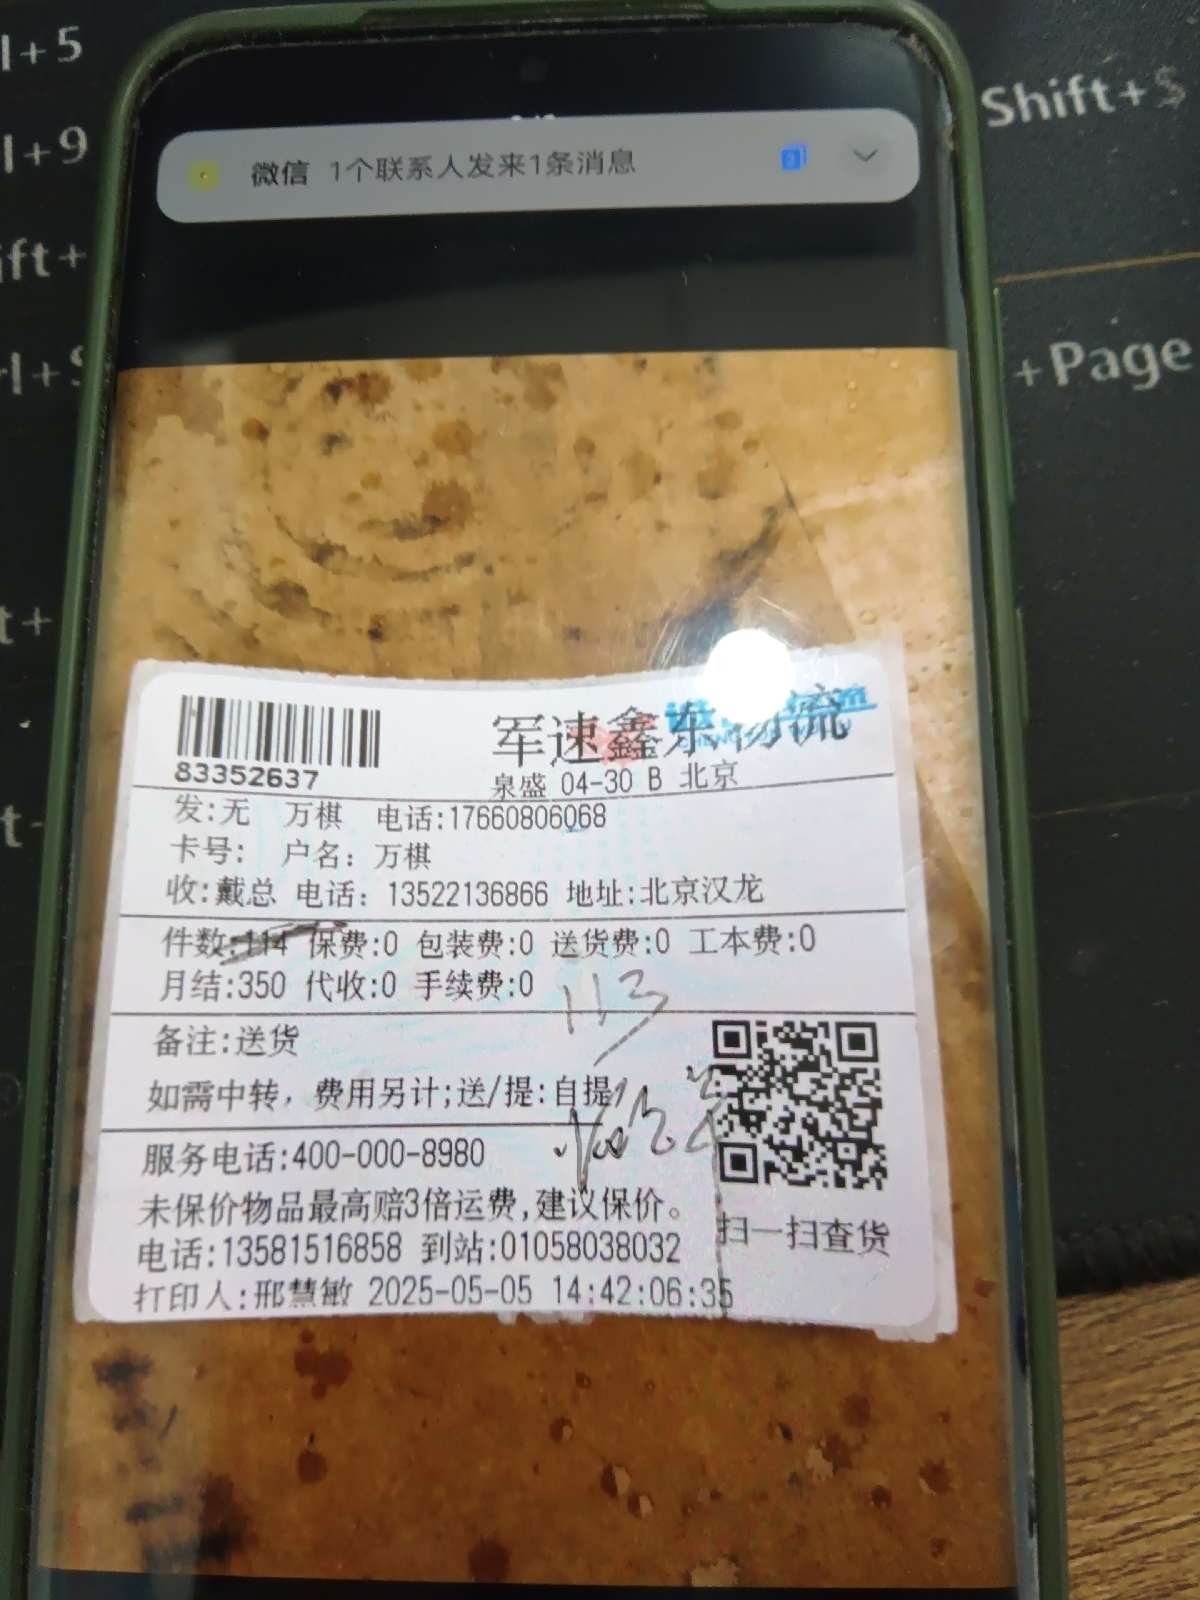 l+5
l+9
ift+
t+
t
Shift+S
+Page
微信 1个联系人发来1条消息
83352637
军速鑫东物流
泉盛 04-30 B 北京
发:无 万棋 电话:17660806068
卡号: 户名: 万棋
收:戴总 电话: 13522136866 地址:北京汉龙
件数:114 保费:0 包装费:0 送货费:0 工本费:0
月结:350 代收:0 手续费:0
113
备注:送货
如需中转，费用另计;送/提:自提
服务电话:400-000-8980
未保价物品最高赔3倍运费,建议保价。
扫一扫查货
电话:13581516858 到站:01058038032
打印人:邢慧敏 2025-05-05 14:42:06:35